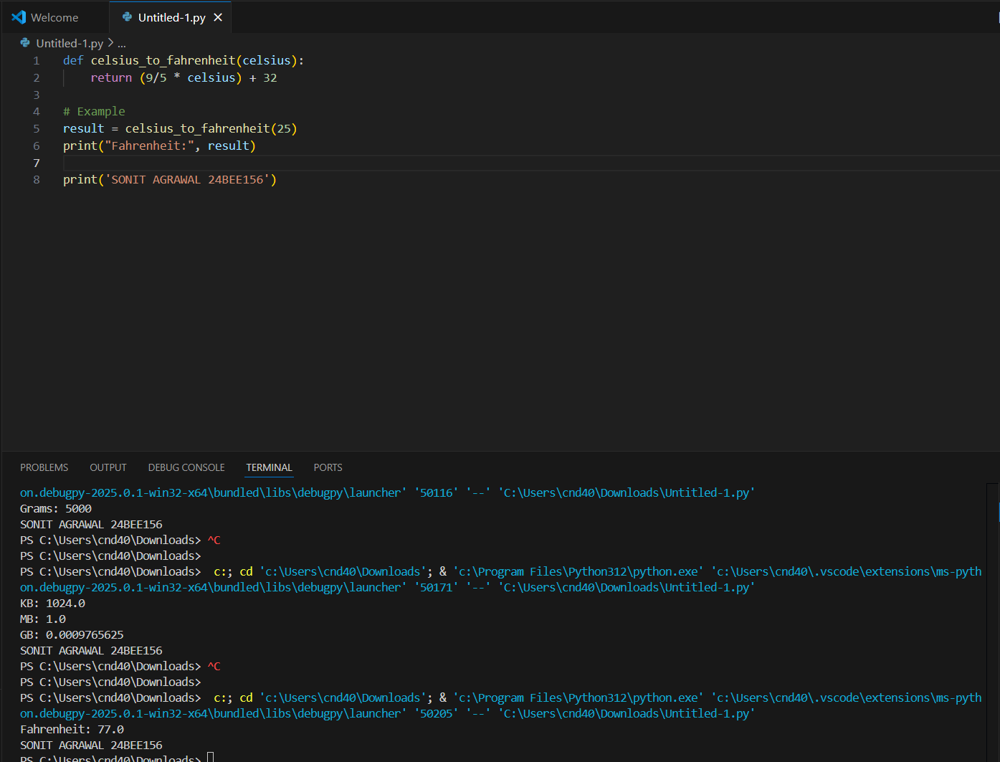 Welcome
Untitled-1.py
Untitled-1.py > ...
1 def celsius_to_fahrenheit(celsius):
2     return (9/5 * celsius) + 32
3
4 # Example
5 result = celsius_to_fahrenheit(25)
6 print("Fahrenheit:", result)
7
8 print('SONIT AGRAWAL 24BEE156')
PROBLEMS OUTPUT DEBUG CONSOLE TERMINAL PORTS
on.debugpy-2025.0.1-win32-x64\bundled\libs\debugpy\launcher' '50116' '--' 'C:\Users\cnd40\Downloads\Untitled-1.py'
Grams: 5000
SONIT AGRAWAL 24BEE156
PS C:\Users\cnd40\Downloads> ^C
PS C:\Users\cnd40\Downloads>
PS C:\Users\cnd40\Downloads>  c:; cd 'c:\Users\cnd40\Downloads'; & 'c:\Program Files\Python312\python.exe' 'c:\Users\cnd40\.vscode\extensions\ms-pyth
on.debugpy-2025.0.1-win32-x64\bundled\libs\debugpy\launcher' '50171' '--' 'C:\Users\cnd40\Downloads\Untitled-1.py'
KB: 1024.0
MB: 1.0
GB: 0.0009765625
SONIT AGRAWAL 24BEE156
PS C:\Users\cnd40\Downloads> ^C
PS C:\Users\cnd40\Downloads>
PS C:\Users\cnd40\Downloads>  c:; cd 'c:\Users\cnd40\Downloads'; & 'c:\Program Files\Python312\python.exe' 'c:\Users\cnd40\.vscode\extensions\ms-pyth
on.debugpy-2025.0.1-win32-x64\bundled\libs\debugpy\launcher' '50205' '--' 'C:\Users\cnd40\Downloads\Untitled-1.py'
Fahrenheit: 77.0
SONIT AGRAWAL 24BEE156
PS C:\Users\cnd40\Downloads>